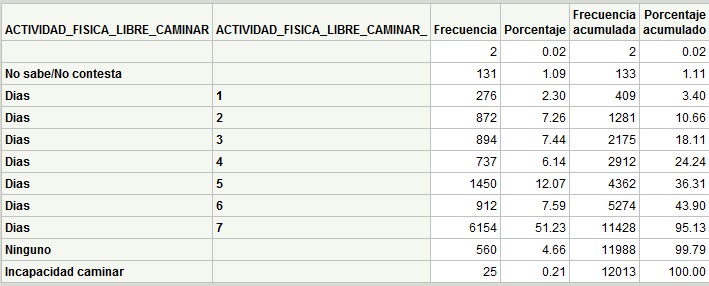 ACTIVIDAD_FISICA_LIBRE_CAMINAR ACTIVIDAD_FISICA_LIBRE_CAMINAR_ Frecuencia Porcentaje Frecuencia acumulada Porcentaje acumulado
2 0.02 2 0.02
No sabe/No contesta 131 1.09 133 1.11
Dias 1 276 2.30 409 3.40
Dias 2 872 7.26 1281 10.66
Dias 3 894 7.44 2175 18.11
Dias 4 737 6.14 2912 24.24
Dias 5 1450 12.07 4362 36.31
Dias 6 912 7.59 5274 43.90
Dias 7 6154 51.23 11428 95.13
Ninguno 560 4.66 11988 99.79
Incapacidad caminar 25 0.21 12013 100.00